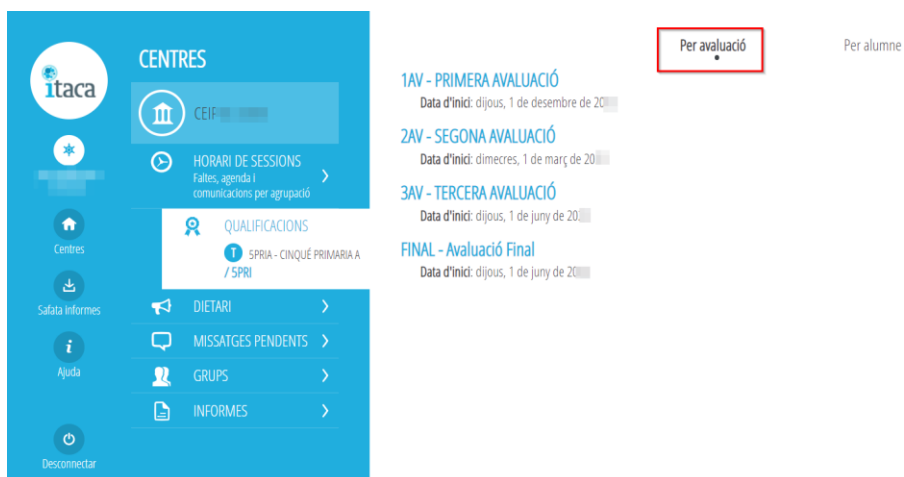 itaca
Centres
Safata informes
i
Ajuda
Desconnectar
CENTRES
CEIP
HORARI DE SESSIONS
Faltes, agenda I
comunicacions per agrupació
QUALIFICACIONS
T 5PRIA - CINQUÉ PRIMARIA A
/ 5PRI
DIETARI
MISSATGES PENDENTS
GRUPS
INFORMES
Per avaluació Per alumne
1AV - PRIMERA AVALUACIÓ
Data d'inici: dijous, 1 de desembre de 20
2AV - SEGONA AVALUACIÓ
Data d'inici: dimecres, 1 de març de 20
3AV - TERCERA AVALUACIÓ
Data d'inici: dijous, 1 de juny de 20
FINAL - Avaluació Final
Data d'inici: dijous, 1 de juny de 20